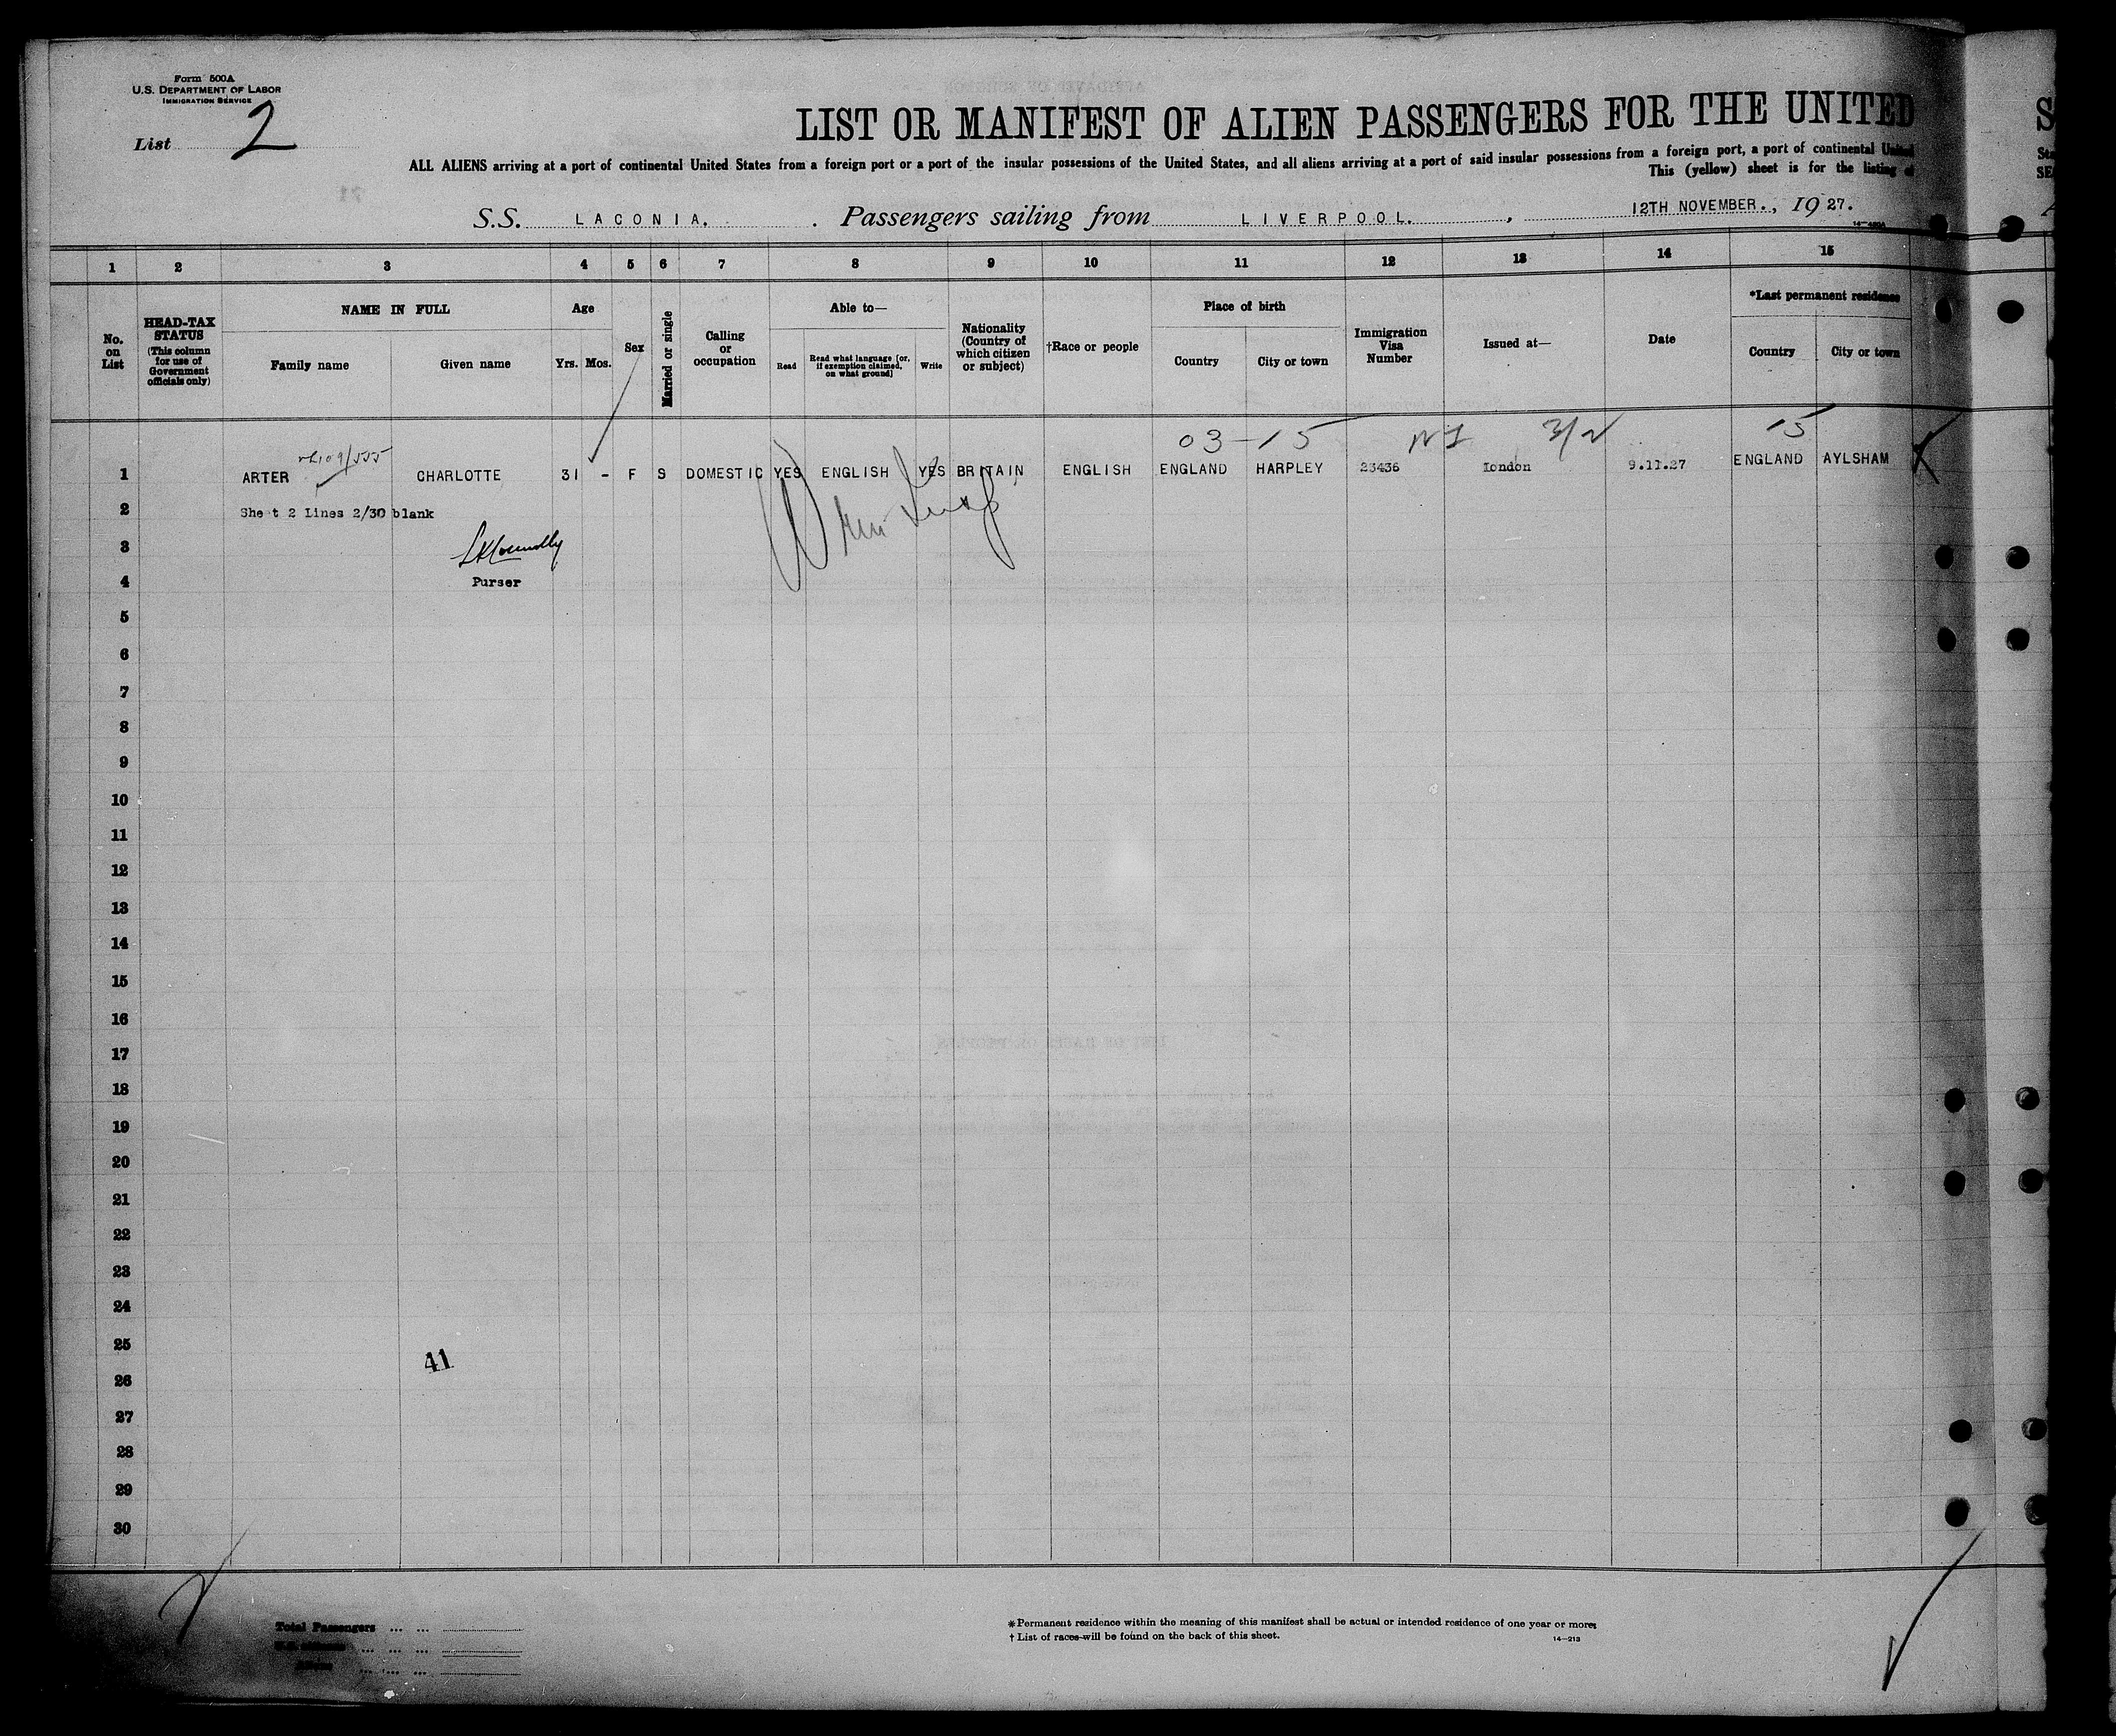 Form 500A
U.S. DEPARTMENT OF LABOR
IMMIGRATION SERVICE
List 2
LIST OR MANIFEST OF ALIEN PASSENGERS FOR THE UNITED
ALL ALIENS arriving at a port of continental United States from a foreign port or a port of the insular possessions of the United States, and all aliens arriving at a port of said insular possessions from a foreign port, a port of continental United
This (yellow) sheet is for the listing of
S.S. LACONIA. Passengers sailing from LIVERPOOL. , 12TH NOVEMBER., 1927.
1 2 3 4 5 6 7 8 9 10 11 12 13 14 15
No. on List
HEAD-TAX STATUS
(This column for use of Government officials only)
NAME IN FULL
Family name Given name
Age
Yrs. Mos.
Sex
Married or single
Calling or occupation
Able to—
Read Read what language [or, if exemption claimed, on what ground] Write
Nationality (Country of which citizen or subject)
†Race or people
Place of birth
Country City or town
Immigration Visa Number
Issued at—
Date
*Last permanent residence
Country City or town
03-15 3/2 15
1 ARTER CHARLOTTE 31 - F S DOMESTIC YES ENGLISH YES BRITAIN ENGLISH ENGLAND HARPLEY 23436 London 9.11.27 ENGLAND AYLSHAM
2 She t 2 Lines 2/30 blank
3
4 Purser
5
6
7
8
9
10
11
12
13
14
15
16
17
18
19
20
21
22
23
24
25
41
26
27
28
29
30
Total Passengers
*Permanent residence within the meaning of this manifest shall be actual or intended residence of one year or more.
† List of races will be found on the back of this sheet.
14—213